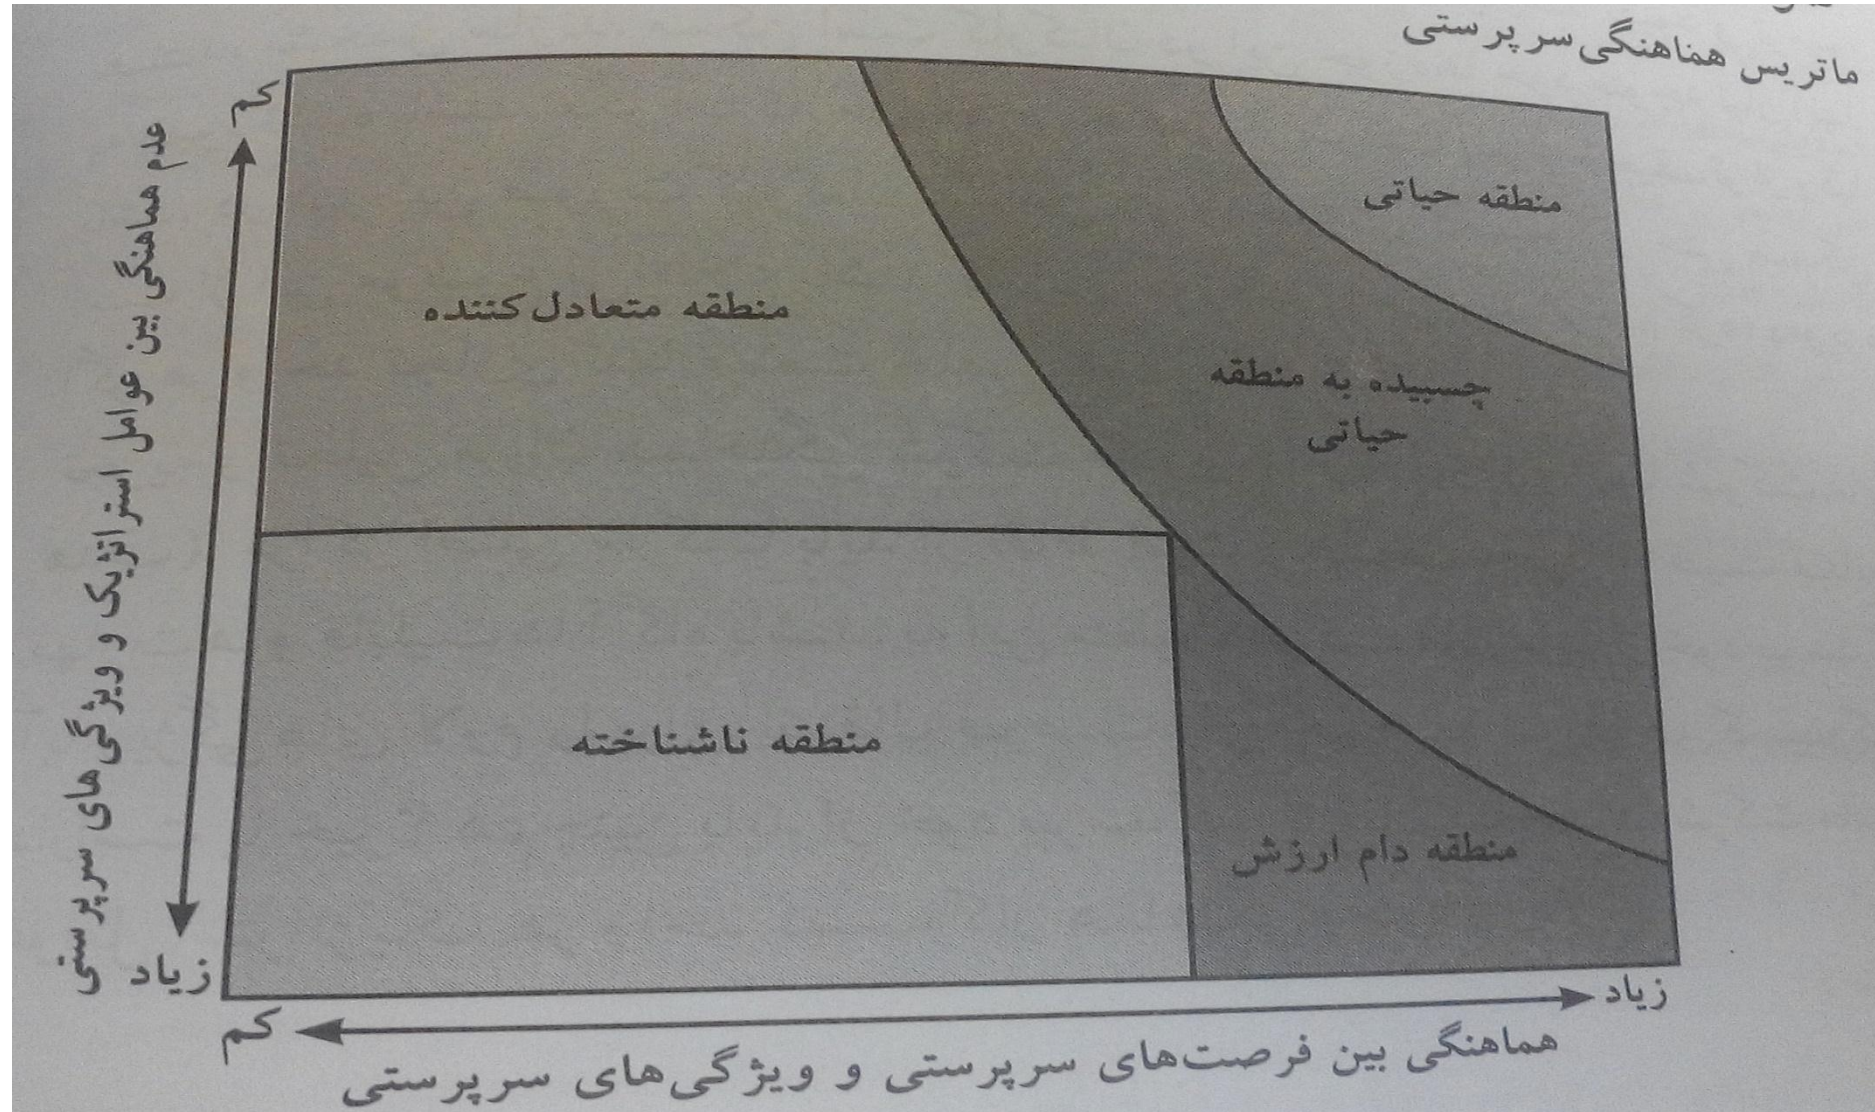 ماتریس هماهنگی سرپرستی
کم
عدم هماهنگی بین عوامل استراتژیک و ویژگی‌های سرپرستی
زیاد
منطقه حیاتی
منطقه متعادل‌کننده
چسبیده به منطقه
حیاتی
منطقه ناشناخته
منطقه دام ارزش
زیاد
کم
هماهنگی بین فرصت‌های سرپرستی و ویژگی‌های سرپرستی